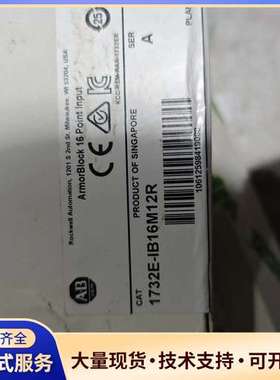 Rockwell Automation, 1201 S 2nd St, Milwaukee, WI 53204, USA
ArmorBlock 16 Point Input
25
CE
SER
A
PRODUCT OF SINGAPORE
AB
CAT
1732E-IB16M12R
齐全
式服务
大量现货·技术支持·可开